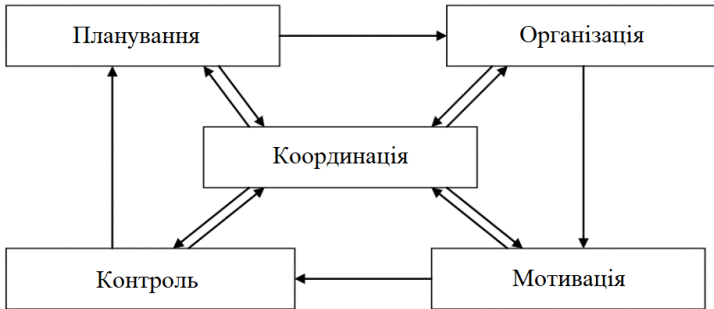 Планування
Організація
Координація
Контроль
Мотивація